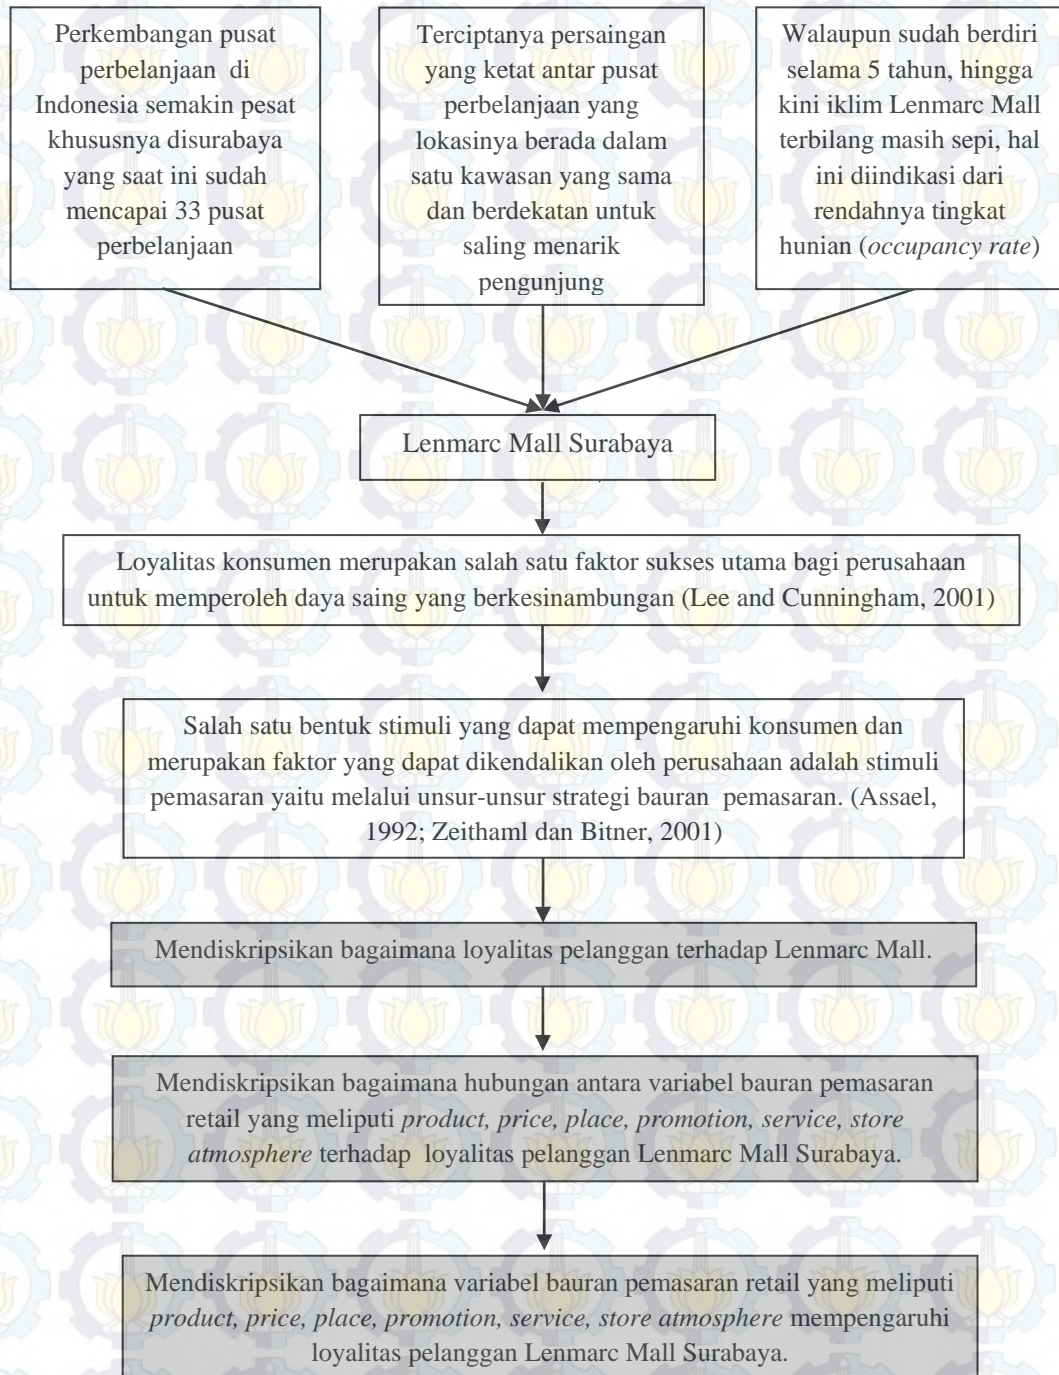 Perkembangan pusat
perbelanjaan di
Indonesia semakin pesat
khususnya disurabaya
yang saat ini sudah
mencapai 33 pusat
perbelanjaan
Terciptanya persaingan
yang ketat antar pusat
perbelanjaan yang
lokasinya berada dalam
satu kawasan yang sama
dan berdekatan untuk
saling menarik
pengunjung
Walaupun sudah berdiri
selama 5 tahun, hingga
kini iklim Lenmarc Mall
terbilang masih sepi, hal
ini diindikasi dari
rendahnya tingkat
hunian (occupancy rate)
Lenmarc Mall Surabaya
Loyalitas konsumen merupakan salah satu faktor sukses utama bagi perusahaan
untuk memperoleh daya saing yang berkesinambungan (Lee and Cunningham, 2001)
Salah satu bentuk stimuli yang dapat mempengaruhi konsumen dan
merupakan faktor yang dapat dikendalikan oleh perusahaan adalah stimuli
pemasaran yaitu melalui unsur-unsur strategi bauran pemasaran. (Assael,
1992; Zeithaml dan Bitner, 2001)
Mendiskripsikan bagaimana loyalitas pelanggan terhadap Lenmarc Mall.
Mendiskripsikan bagaimana hubungan antara variabel bauran pemasaran
retail yang meliputi product, price, place, promotion, service, store
atmosphere terhadap loyalitas pelanggan Lenmarc Mall Surabaya.
Mendiskripsikan bagaimana variabel bauran pemasaran retail yang meliputi
product, price, place, promotion, service, store atmosphere mempengaruhi
loyalitas pelanggan Lenmarc Mall Surabaya.